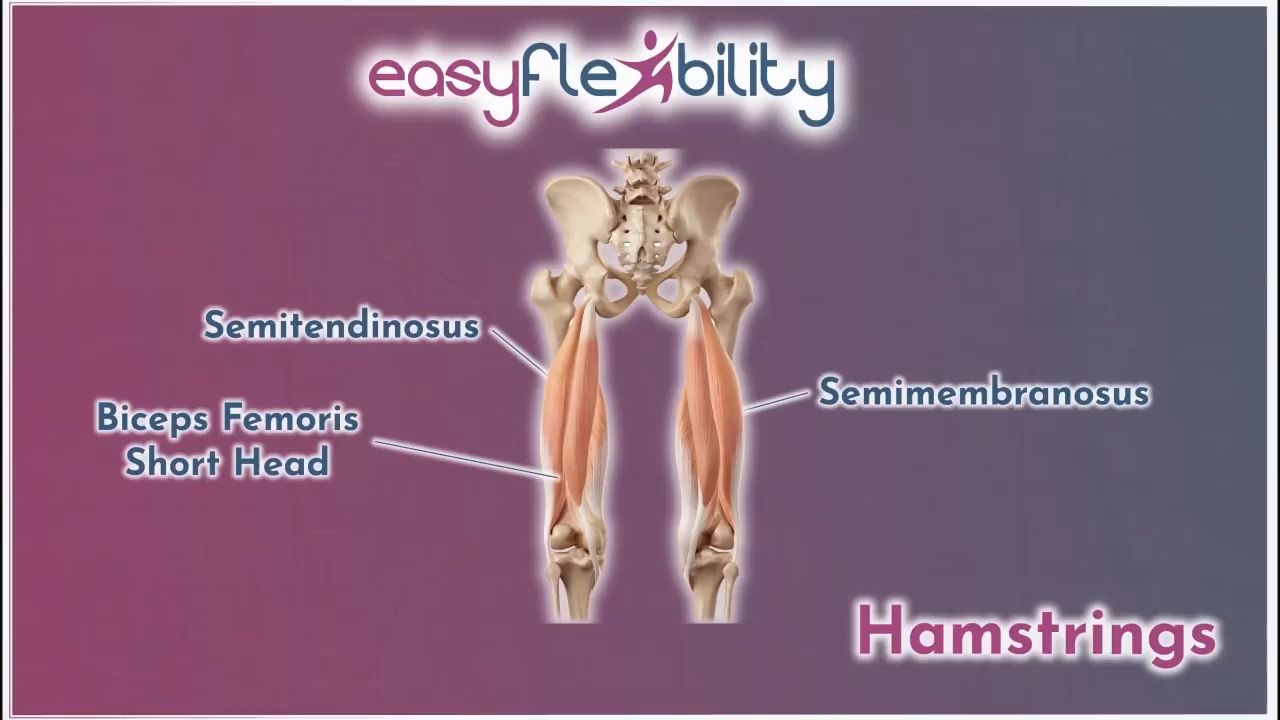 easyflexibility
Semitendinosus
Semimembranosus
Biceps Femoris
Short Head
Hamstrings